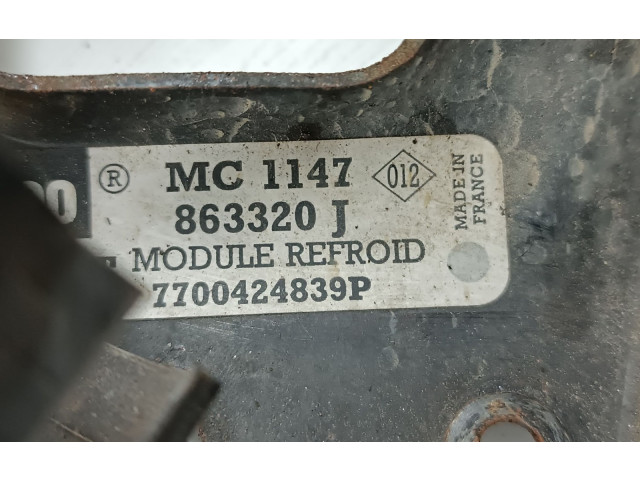 ® MC 1147 012
863320 J
MODULE REFROID
7700424839P
MADE IN
FRANCE